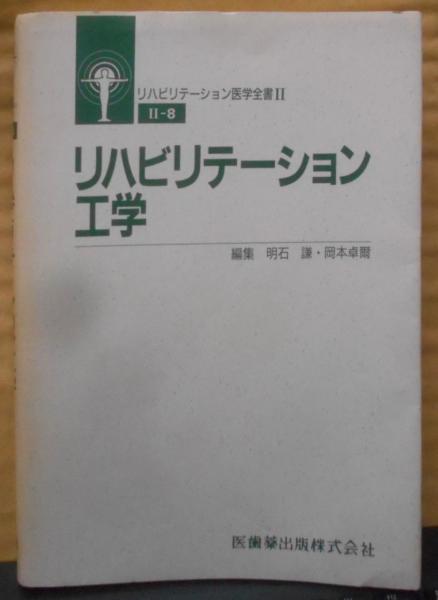 リハビリテーション医学全書II
II-8
リハビリテーション
工学
編集 明石 謙・岡本卓爾
医歯薬出版株式会社